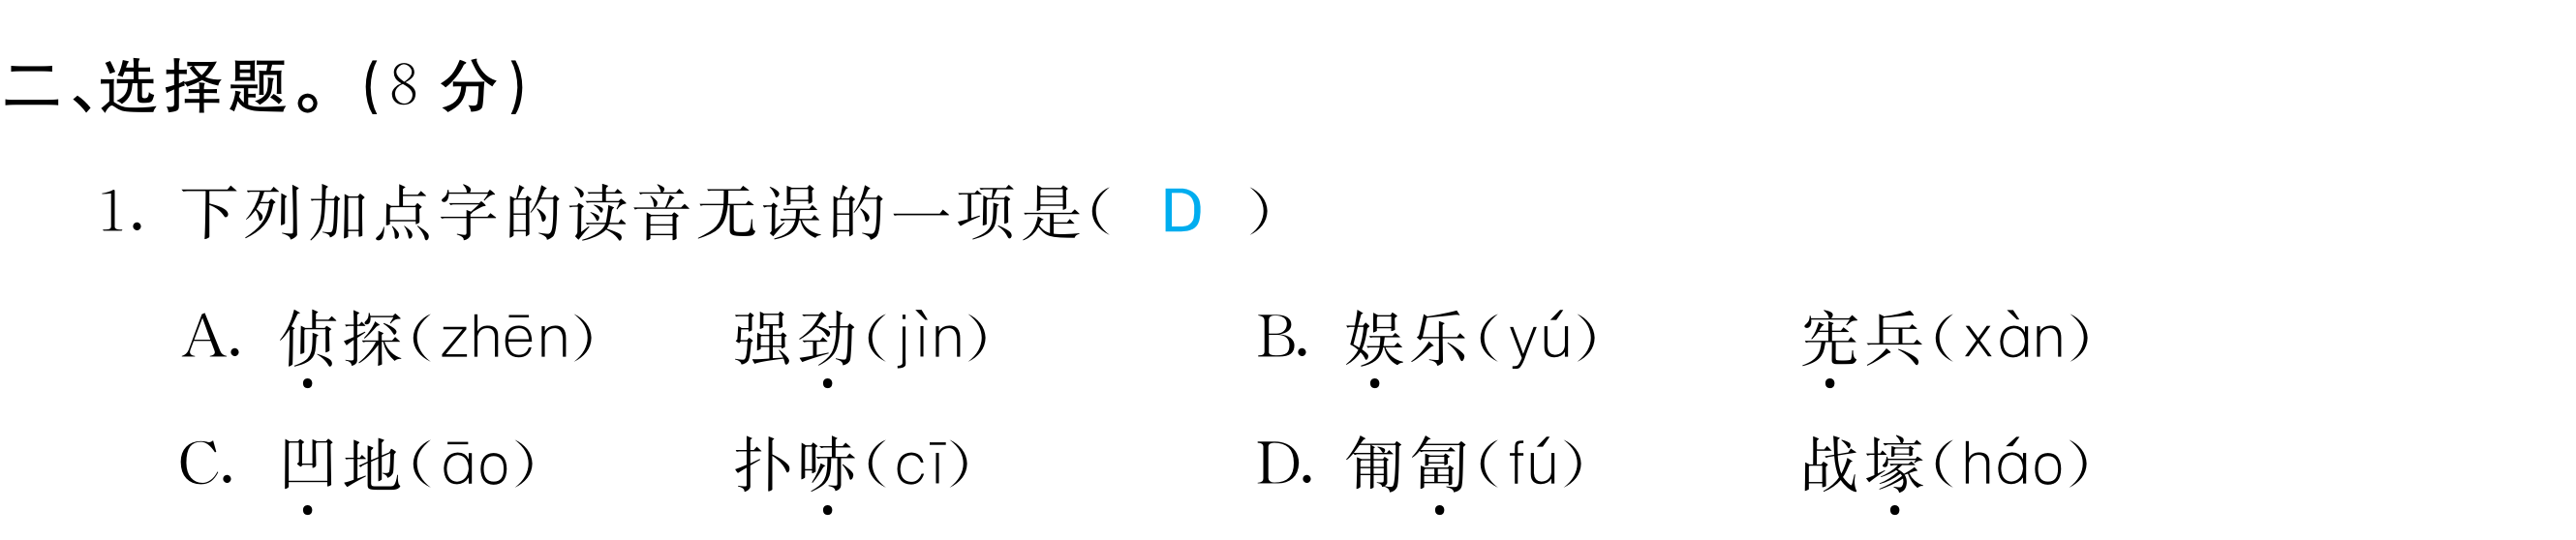 二、选择题。(8 分)
1. 下列加点字的读音无误的一项是( D )
A. 侦探(zhēn) 强劲(jìn) B. 娱乐(yú) 宪兵(xàn)
C. 凹地(āo) 扑哧(cī) D. 匍匐(fú) 战壕(háo)